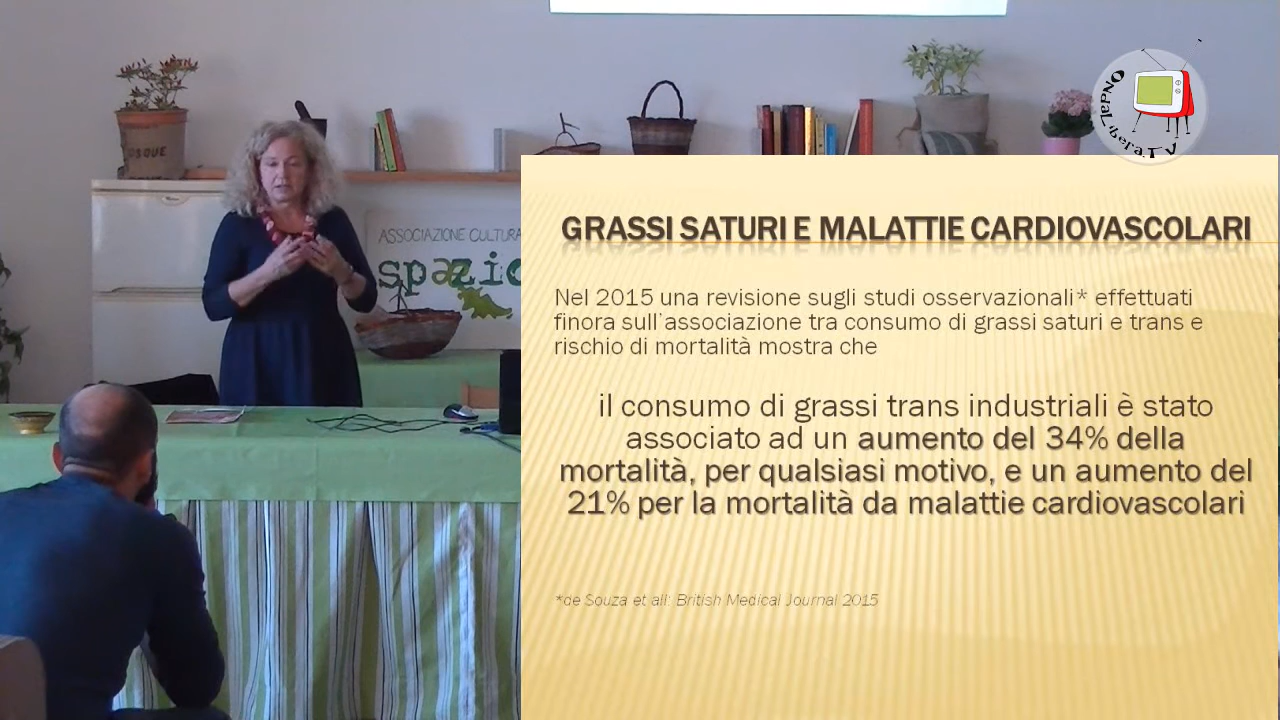 OndaLibera.TV
OSQUE
ASSOCIAZIONE CULTURA
spazio
GRASSI SATURI E MALATTIE CARDIOVASCOLARI
Nel 2015 una revisione sugli studi osservazionali* effettuati
finora sull'associazione tra consumo di grassi saturi e trans e
rischio di mortalità mostra che
il consumo di grassi trans industriali è stato
associato ad un aumento del 34% della
mortalità, per qualsiasi motivo, e un aumento del
21% per la mortalità da malattie cardiovascolari
*de Souza et all: British Medical Journal 2015